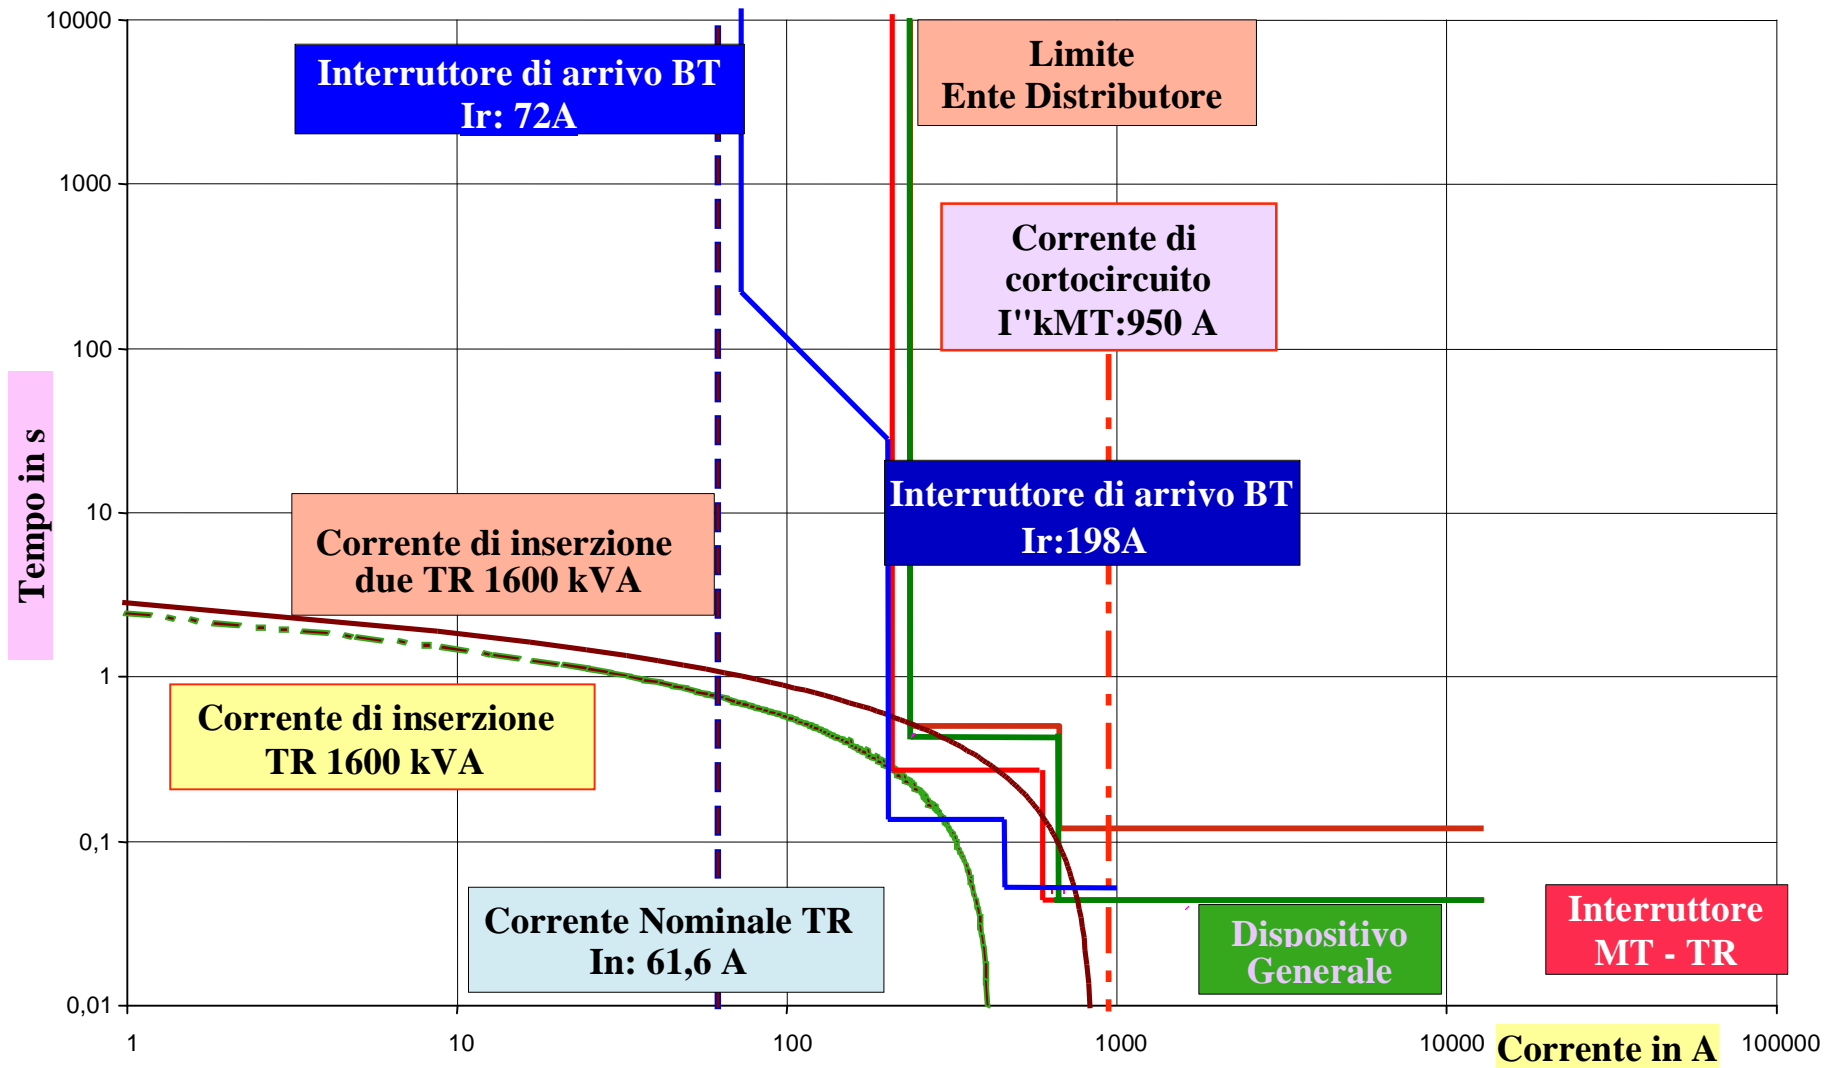 10000
1000
100
10
1
0,1
0,01
Tempo in s
Interruttore di arrivo BT
Ir: 72A
Limite
Ente Distributore
Corrente di
cortocircuito
I"kMT:950 A
Interruttore di arrivo BT
Ir:198A
Corrente di inserzione
due TR 1600 kVA
Corrente di inserzione
TR 1600 kVA
Corrente Nominale TR
In: 61,6 A
Dispositivo
Generale
Interruttore
MT - TR
1
10
100
1000
10000
Corrente in A
100000